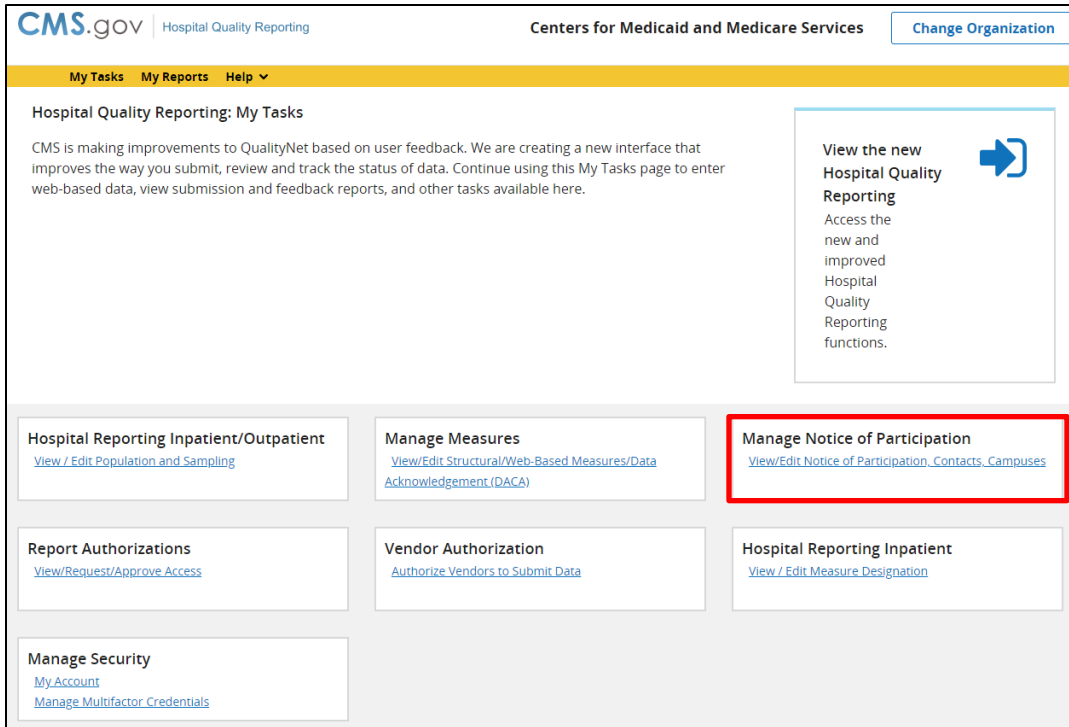 CMS.gov Hospital Quality Reporting
Centers for Medicaid and Medicare Services
Change Organization
My Tasks My Reports Help
Hospital Quality Reporting: My Tasks
CMS is making improvements to QualityNet based on user feedback. We are creating a new interface that
improves the way you submit, review and track the status of data. Continue using this My Tasks page to enter
web-based data, view submission and feedback reports, and other tasks available here.
View the new
Hospital Quality
Reporting
Access the
new and
improved
Hospital
Quality
Reporting
functions.
Hospital Reporting Inpatient/Outpatient
View / Edit Population and Sampling
Manage Measures
View/Edit Structural/Web-Based Measures/Data
Acknowledgement (DACA)
Manage Notice of Participation
View/Edit Notice of Participation, Contacts, Campuses
Report Authorizations
View/Request/Approve Access
Vendor Authorization
Authorize Vendors to Submit Data
Hospital Reporting Inpatient
View / Edit Measure Designation
Manage Security
My Account
Manage Multifactor Credentials